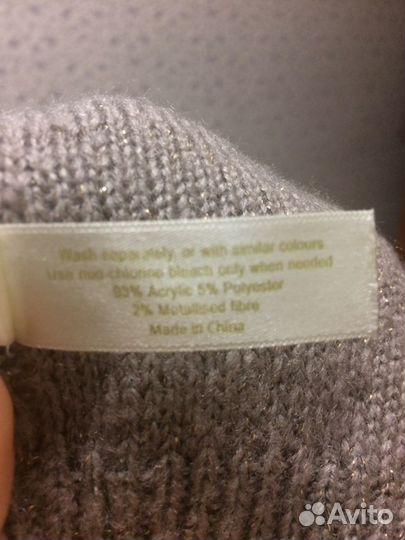 Wash separately, or with similar colours
Use non-chlorine bleach only when needed
93% Acrylic 5% Polyester
2% Metallised fibre
Made in China
Avito